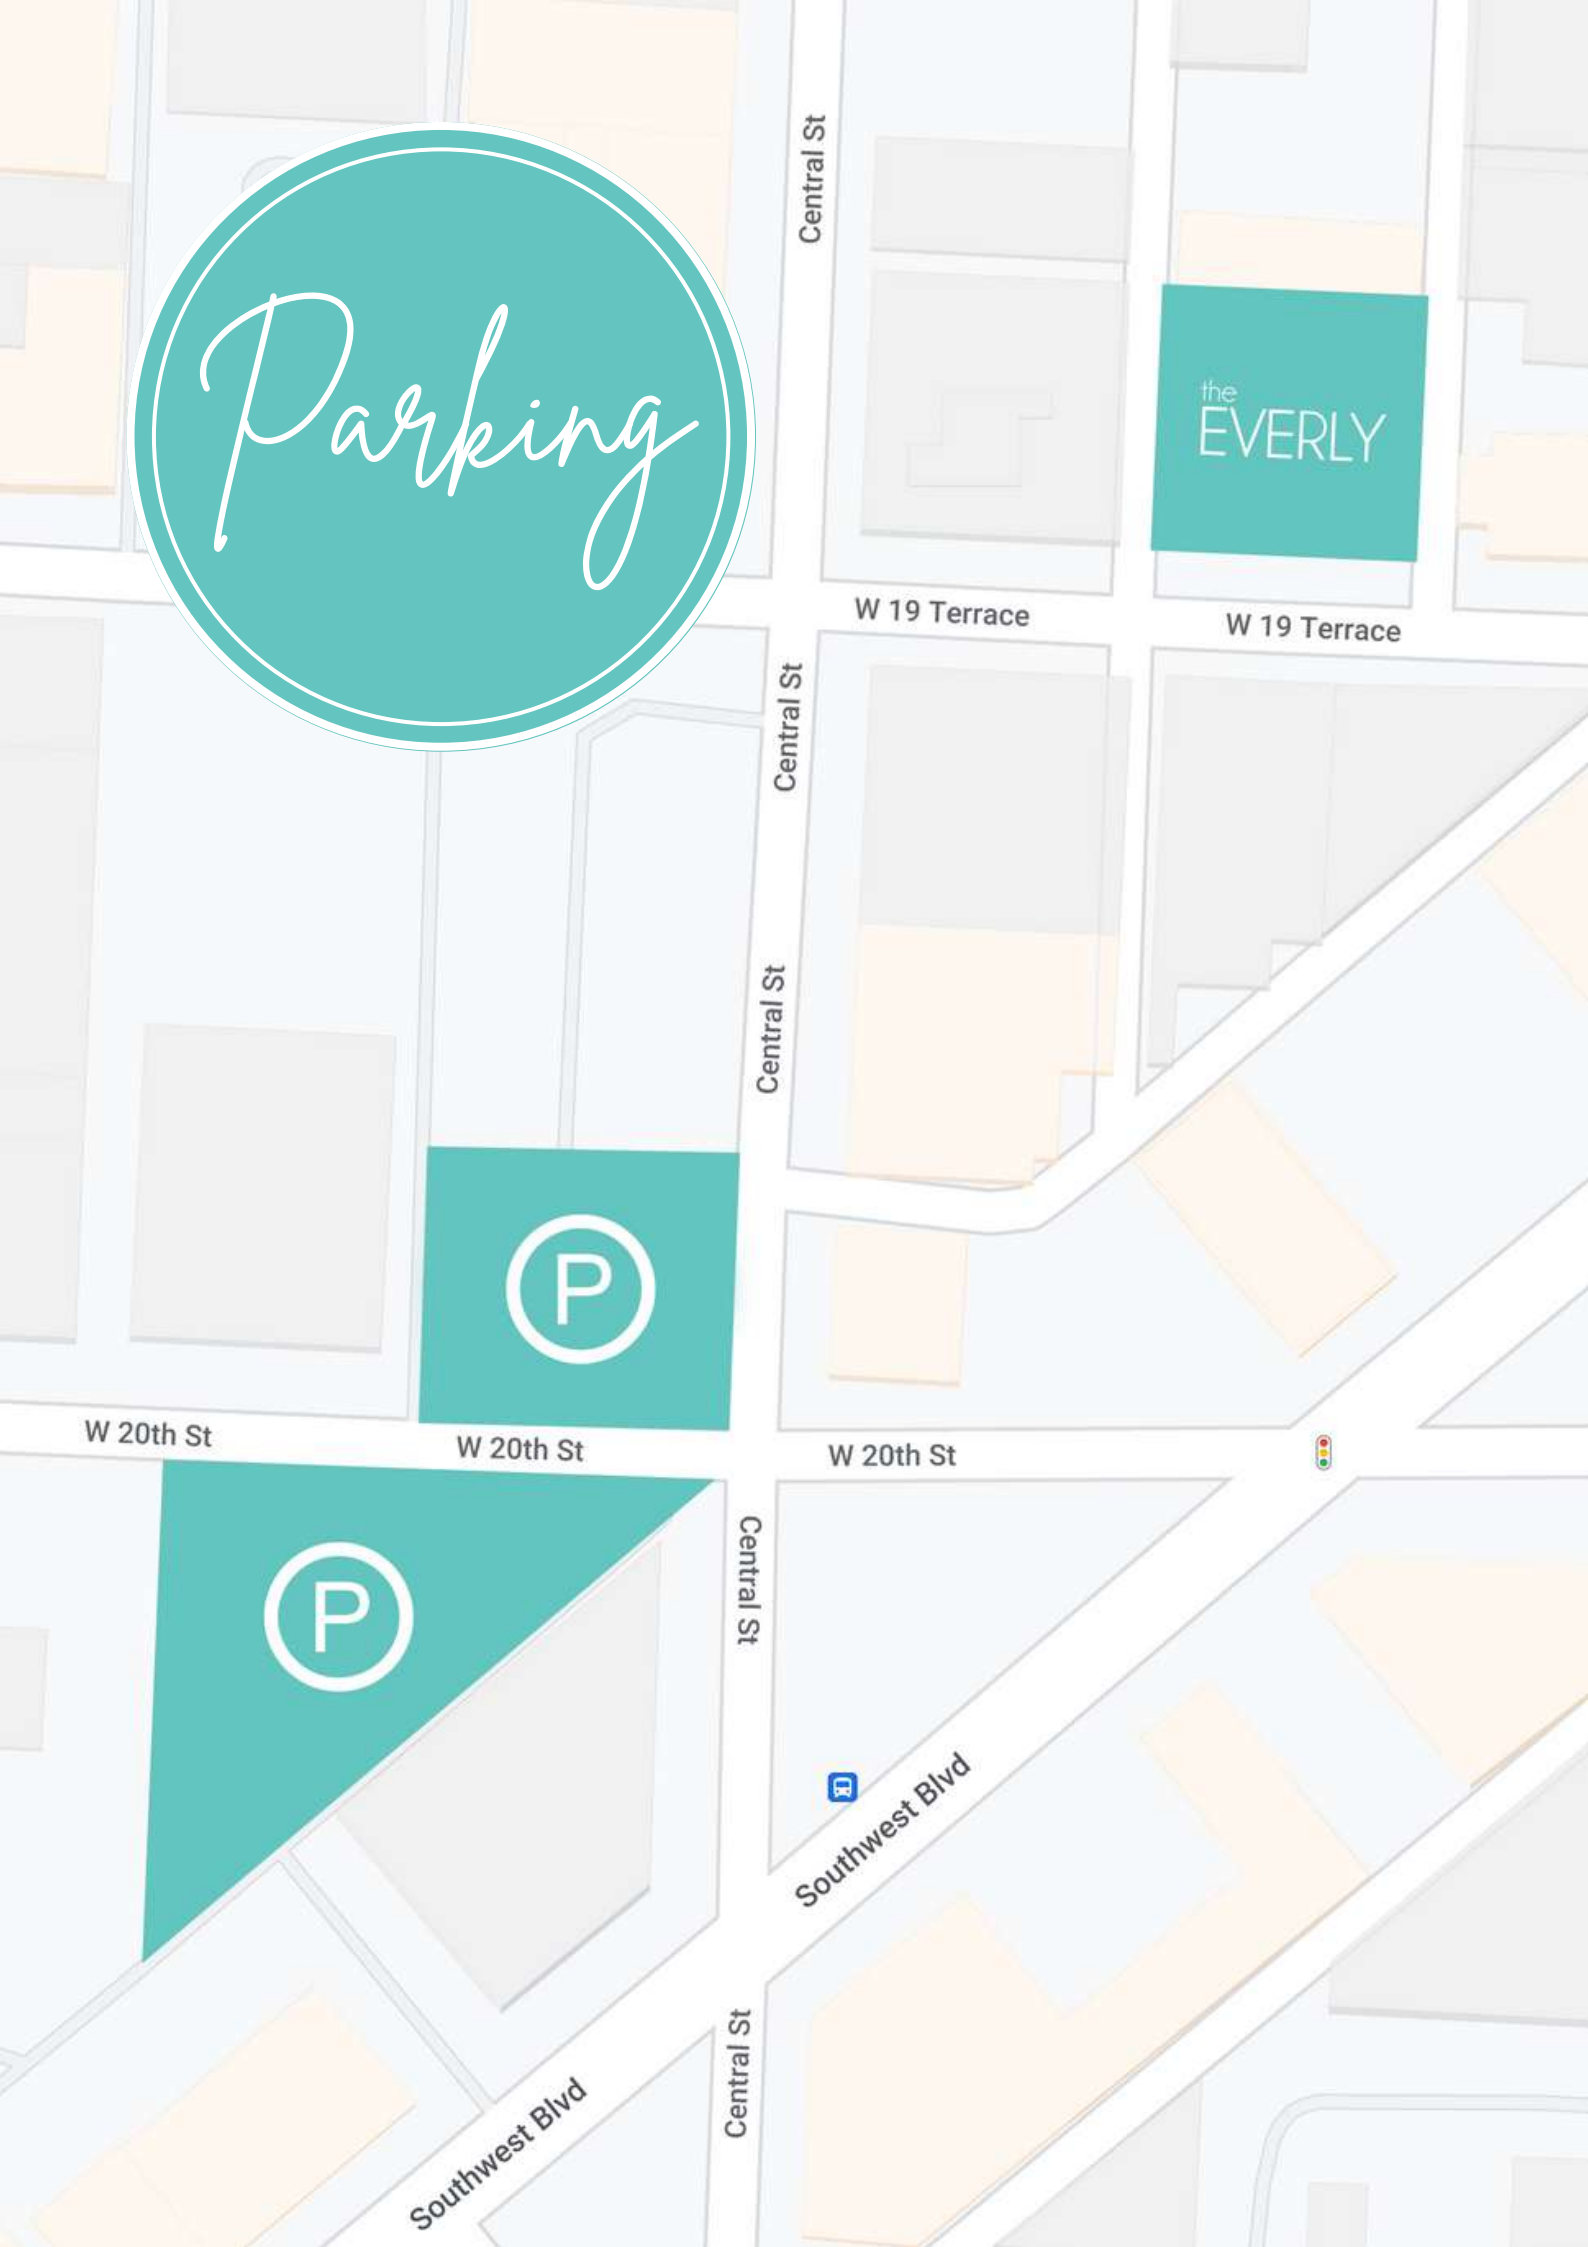 Central St
Parking
the
EVERLY
W 19 Terrace
W 19 Terrace
Central St
Central St
P
W 20th St
W 20th St
W 20th St
P
Central St
Southwest Blvd
Central St
Southwest Blvd